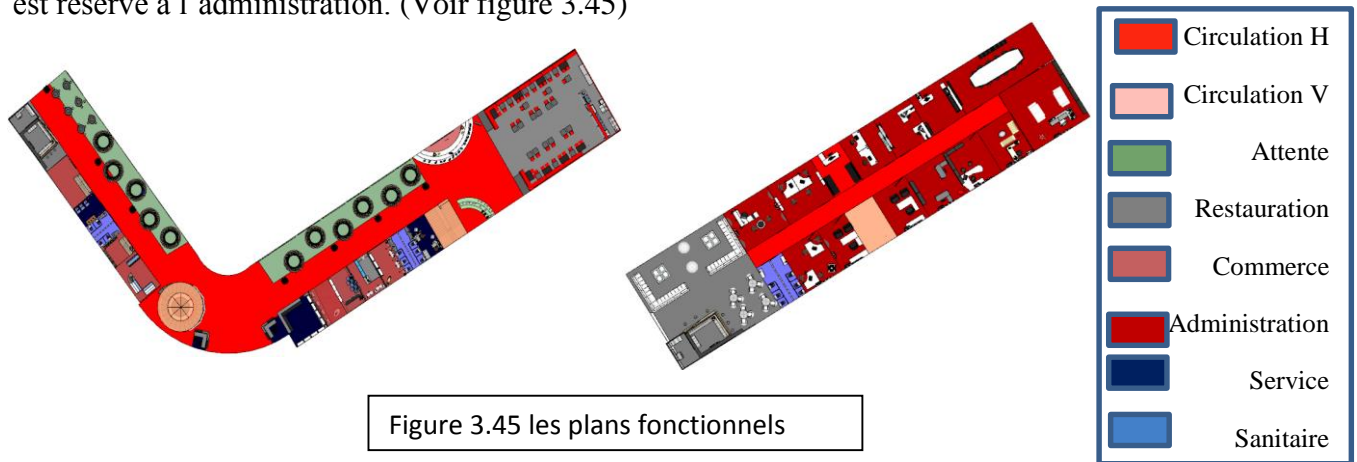 est réservé à l'administration. (Voir figure 3.45)
Circulation H
Circulation V
Attente
Restauration
Commerce
Administration
Service
Sanitaire
Figure 3.45 les plans fonctionnels